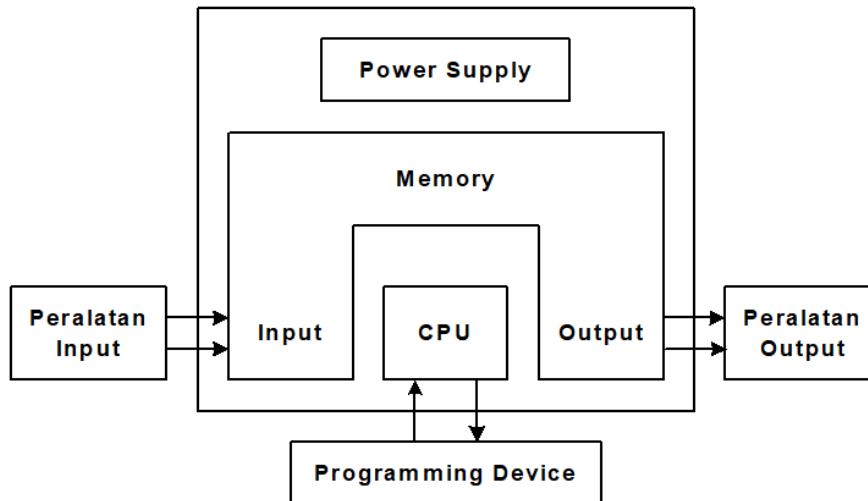 Power Supply
Memory
Peralatan
Input
Input
CPU
Output
Peralatan
Output
Programming Device